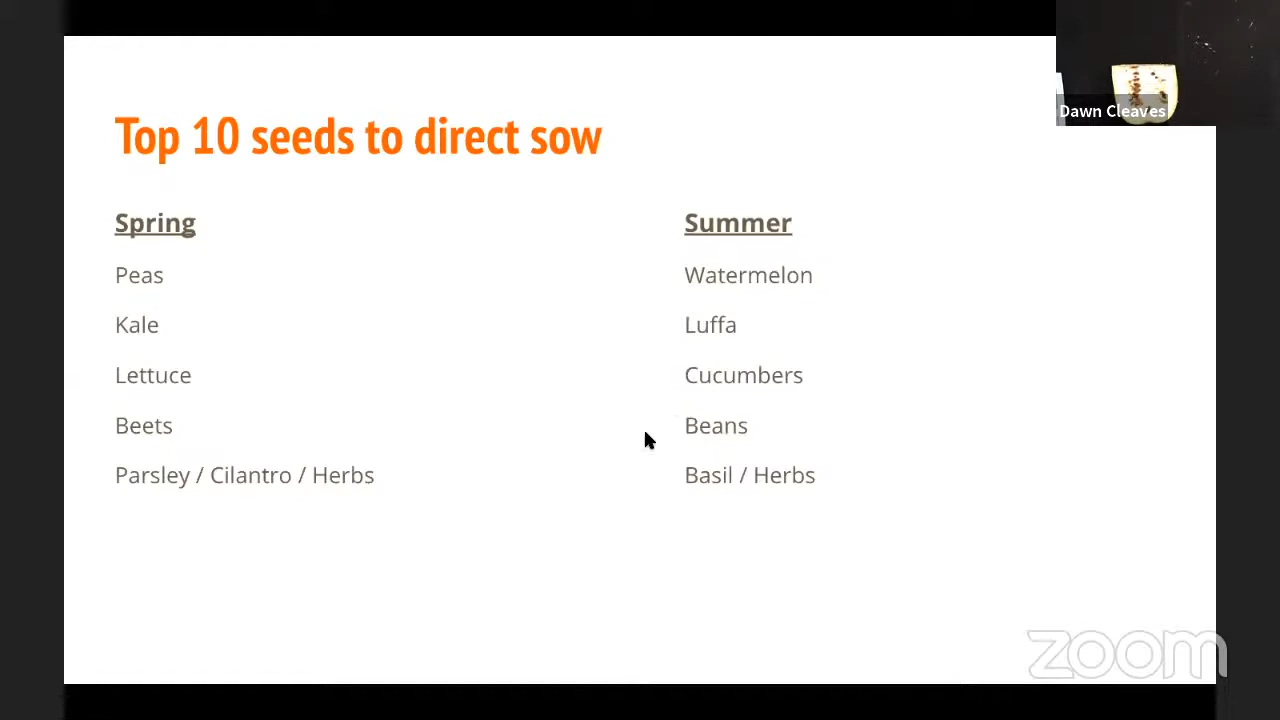 Dawn Cleaves
Top 10 seeds to direct sow
Spring
Peas
Kale
Lettuce
Beets
Parsley / Cilantro / Herbs
Summer
Watermelon
Luffa
Cucumbers
Beans
Basil / Herbs
zoom